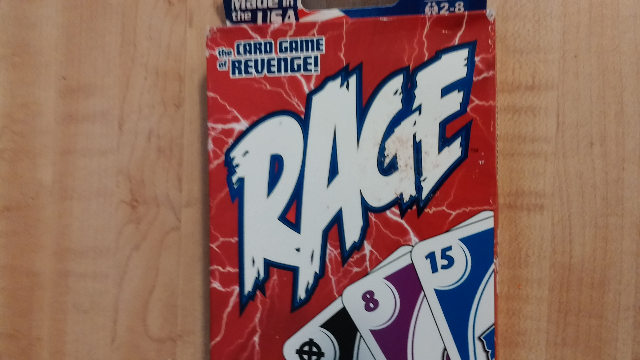 Made in
the USA
2-8
the CARD GAME
of REVENGE!
RAGE
8
15